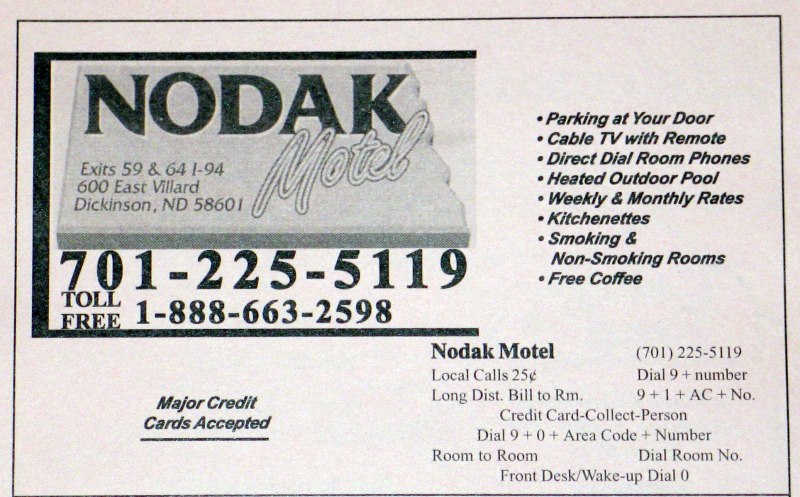 NODAK
Motel
Exits 59 & 64 I-94
600 East Villard
Dickinson, ND 58601
701-225-5119
TOLL FREE 1-888-663-2598
• Parking at Your Door
• Cable TV with Remote
• Direct Dial Room Phones
• Heated Outdoor Pool
• Weekly & Monthly Rates
• Kitchenettes
• Smoking &
Non-Smoking Rooms
• Free Coffee
Major Credit
Cards Accepted
Nodak Motel (701) 225-5119
Local Calls 25¢ Dial 9 + number
Long Dist. Bill to Rm. 9 + 1 + AC + No.
Credit Card-Collect-Person
Dial 9 + 0 + Area Code + Number
Room to Room Dial Room No.
Front Desk/Wake-up Dial 0